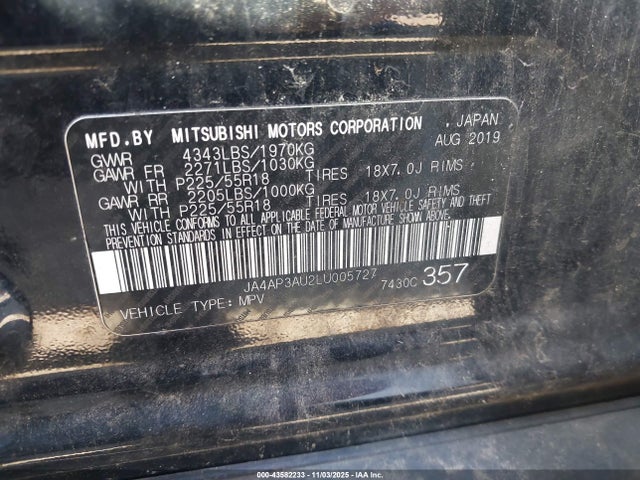 MFD.BY MITSUBISHI MOTORS CORPORATION , JAPAN
GVWR 4343LBS/1970KG AUG 2019
GAWR FR 2271LBS/1030KG
WITH P225/55R18 TIRES 18X7.0J RIMS
GAWR RR 2205LBS/1000KG
WITH P225/55R18 TIRES 18X7.0J RIMS
THIS VEHICLE CONFORMS TO ALL APPLICABLE FEDERAL MOTOR VEHICLE SAFETY AND THEFT
PREVENTION STANDARDS IN EFFECT ON THE DATE OF MANUFACTURE SHOWN ABOVE.
JA4AP3AU2LU005727
VEHICLE TYPE: MPV 7430C 357
000-43582233 - 11/03/2025 - IAA, Inc. Copyright